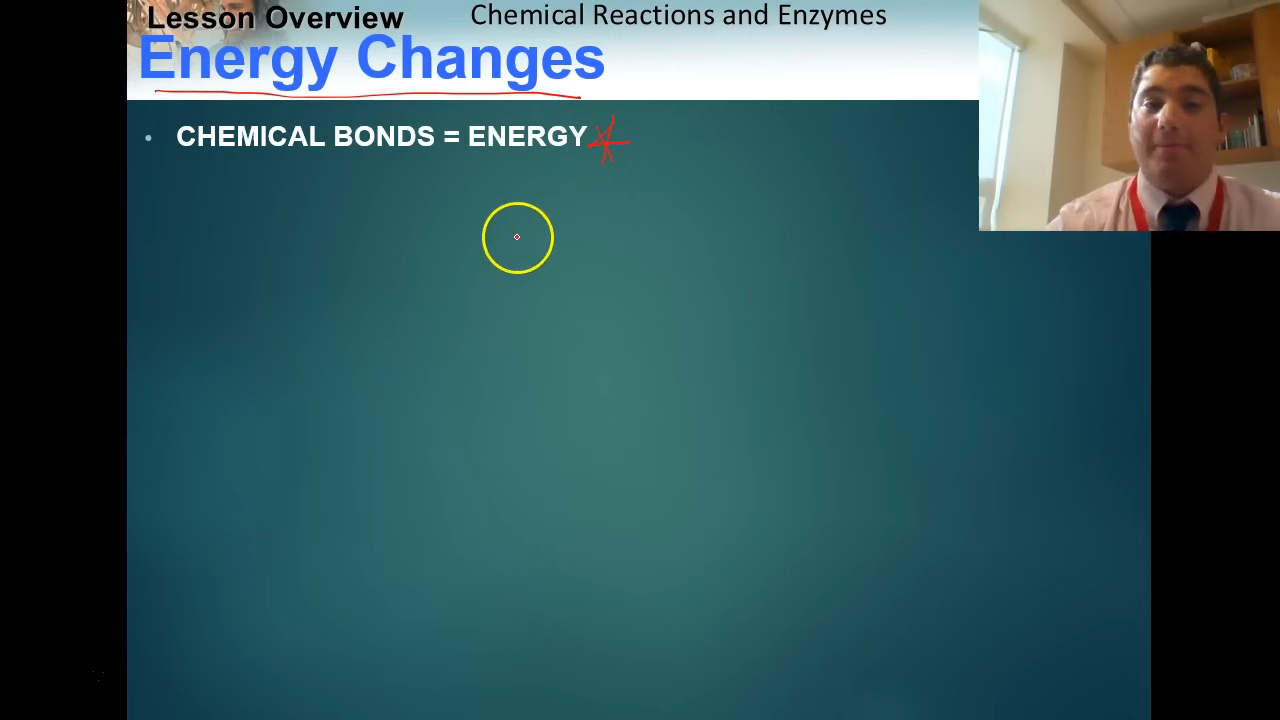 Lesson Overview
Chemical Reactions and Enzymes
Energy Changes
• CHEMICAL BONDS = ENERGY